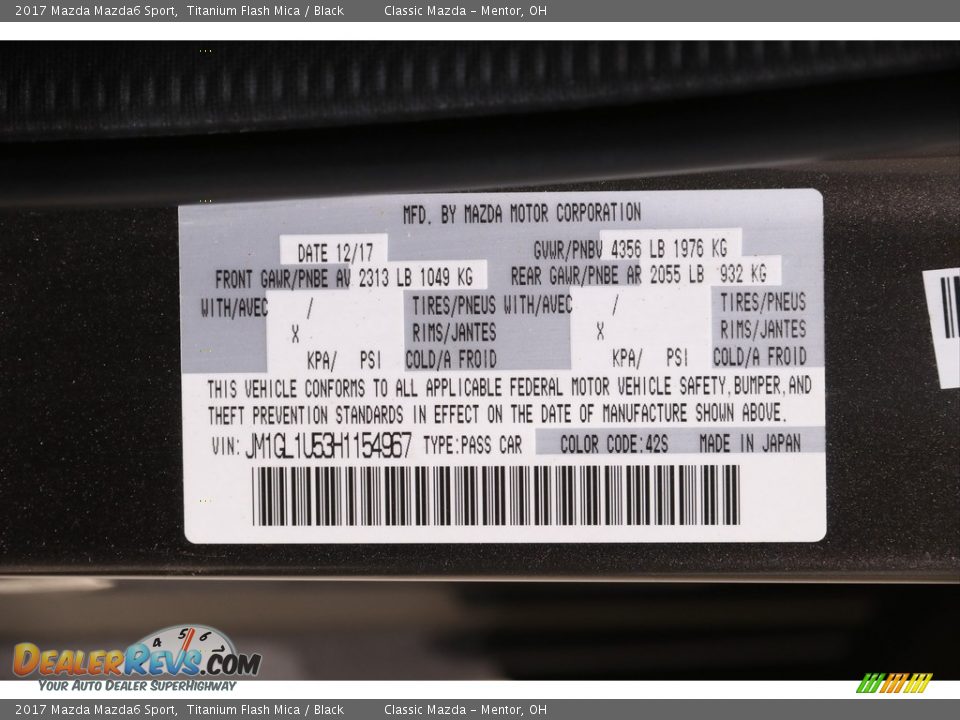 2017 Mazda Mazda6 Sport, Titanium Flash Mica / Black Classic Mazda – Mentor, OH
MFD. BY MAZDA MOTOR CORPORATION
DATE 12/17 GVWR/PNBV 4356 LB 1976 KG
FRONT GAWR/PNBE AV 2313 LB 1049 KG REAR GAWR/PNBE AR 2055 LB 932 KG
WITH/AVEC / TIRES/PNEUS WITH/AVEC / TIRES/PNEUS
X RIMS/JANTES X RIMS/JANTES
KPA/ PSI COLD/A FROID KPA/ PSI COLD/A FROID
THIS VEHICLE CONFORMS TO ALL APPLICABLE FEDERAL MOTOR VEHICLE SAFETY,BUMPER,AND
THEFT PREVENTION STANDARDS IN EFFECT ON THE DATE OF MANUFACTURE SHOWN ABOVE.
VIN: JM1GL1U53H1154967 TYPE:PASS CAR COLOR CODE:42S MADE IN JAPAN
4 5 6
DEALERREVS.COM
YOUR AUTO DEALER SUPERHIGHWAY
2017 Mazda Mazda6 Sport, Titanium Flash Mica / Black Classic Mazda – Mentor, OH